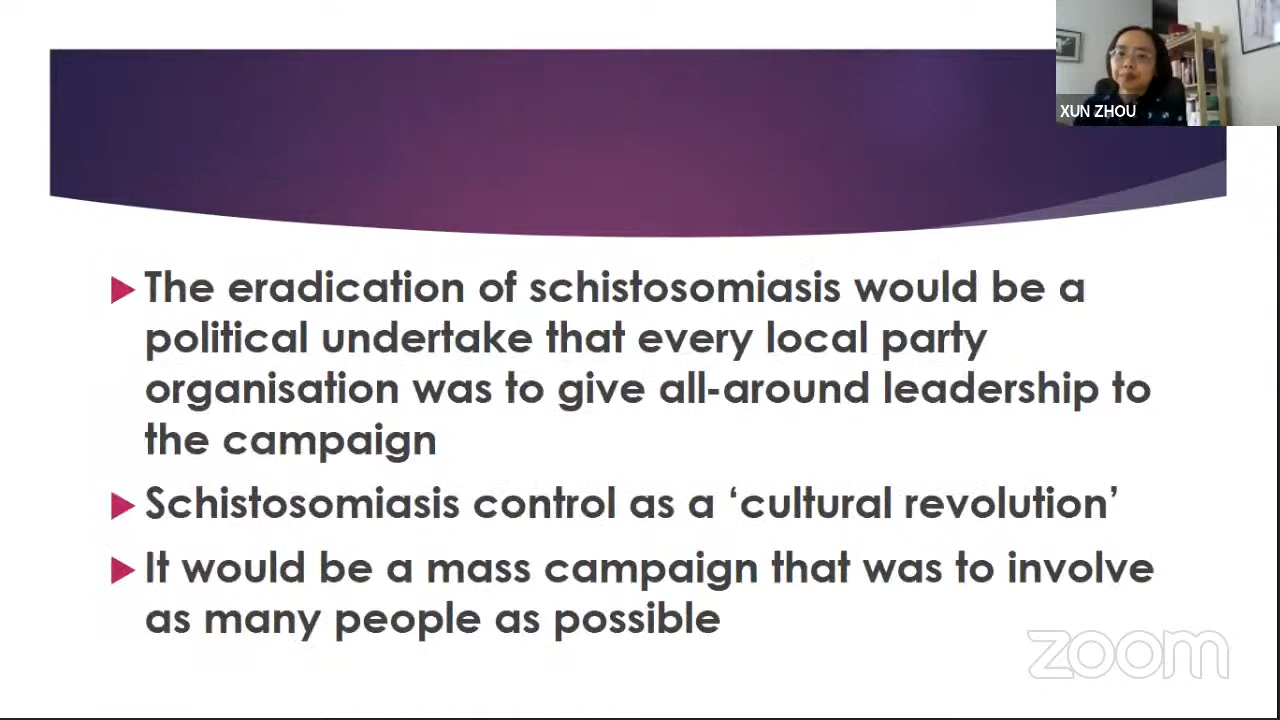 XUN ZHOU
The eradication of schistosomiasis would be a
political undertake that every local party
organisation was to give all-around leadership to
the campaign
Schistosomiasis control as a ‘cultural revolution’
It would be a mass campaign that was to involve
as many people as possible
zoom